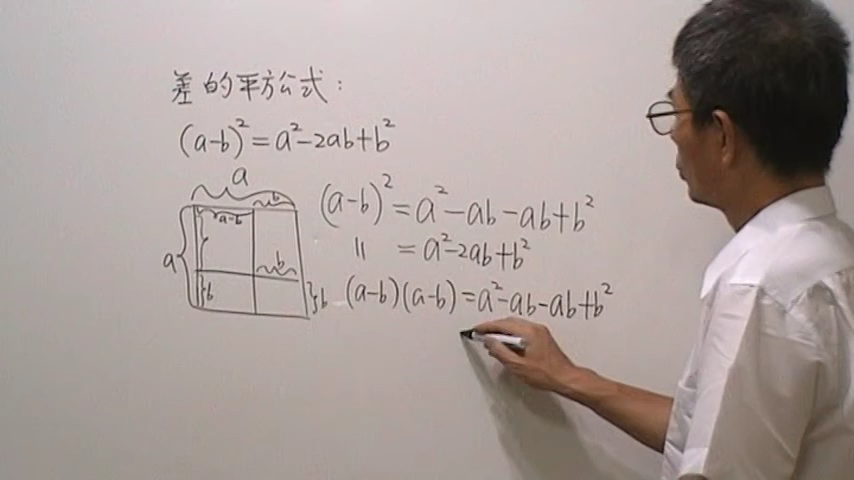 差的平方公式：
(a-b)²=a²-2ab+b²
a
b
a-b
a
b
b
b
(a-b)²=a²-ab-ab+b²
= a²-2ab+b²
(a-b)(a-b)=a²-ab-ab+b²